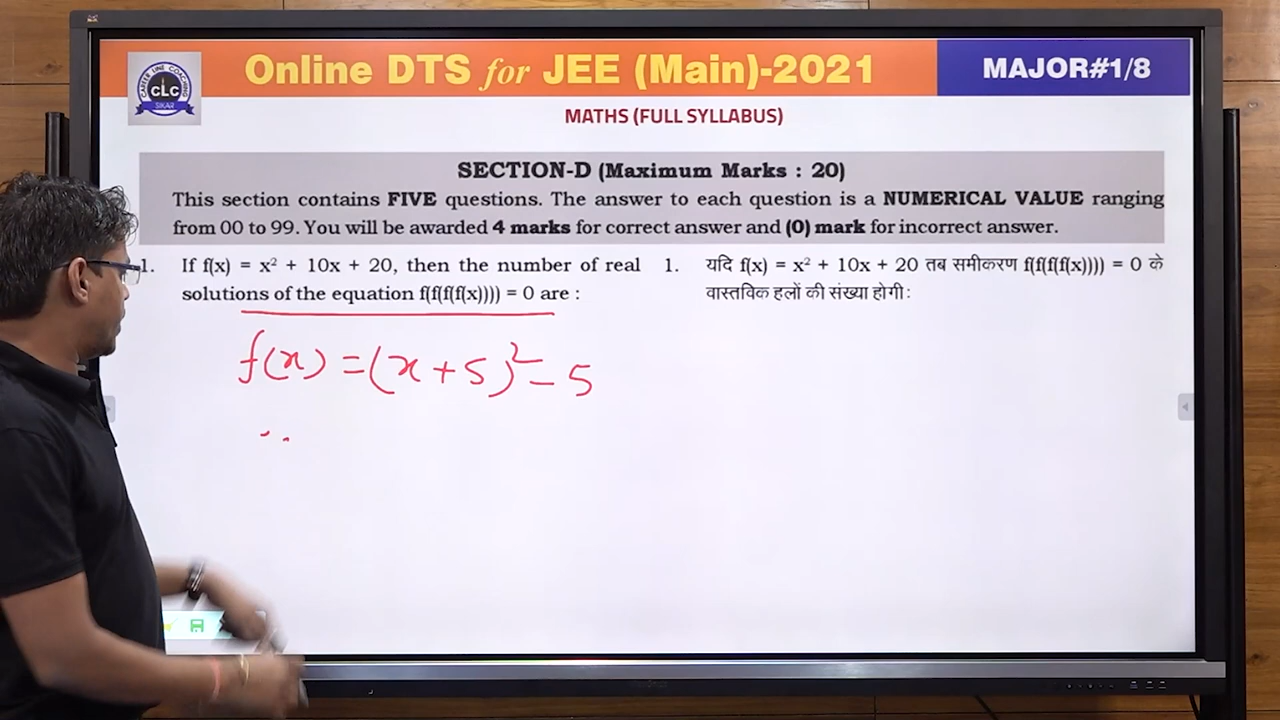 Online DTS for JEE (Main)-2021
MAJOR#1/8
CAREER LINE COACHING
CLC
SIKAR
MATHS (FULL SYLLABUS)
SECTION-D (Maximum Marks : 20)
This section contains FIVE questions. The answer to each question is a NUMERICAL VALUE ranging
from 00 to 99. You will be awarded 4 marks for correct answer and (0) mark for incorrect answer.
1. If f(x) = x² + 10x + 20, then the number of real
solutions of the equation f(f(f(f(x)))) = 0 are :
1. यदि f(x) = x² + 10x + 20 तब समीकरण f(f(f(f(x)))) = 0 के
वास्तविक हलों की संख्या होगी :
f(x) = (x + 5)² - 5